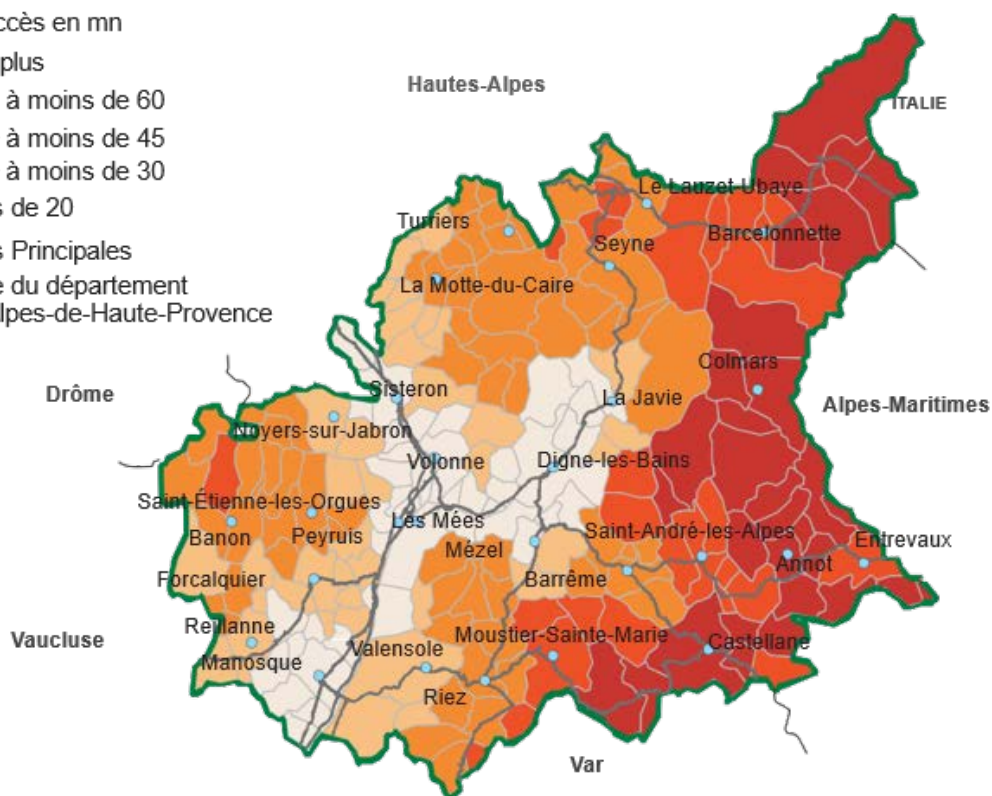 ccès en mn
plus
à moins de 60
à moins de 45
à moins de 30
s de 20
s Principales
e du département
lpes-de-Haute-Provence
Hautes-Alpes
ITALIE
Le Lauzet-Ubaye
Turriers
Barcelonnette
Seyne
La Motte-du-Caire
Colmars
Drôme
Sisteron
La Javie
Alpes-Maritimes
Noyers-sur-Jabron
Volonne
Digne-les-Bains
Saint-Étienne-les-Orgues
Les Mées
Saint-André-les-Alpes
Banon
Peyruis
Mézel
Entrevaux
Annot
Forcalquier
Barrême
Reillanne
Vaucluse
Moustier-Sainte-Marie
Castellane
Valensole
Manosque
Riez
Var